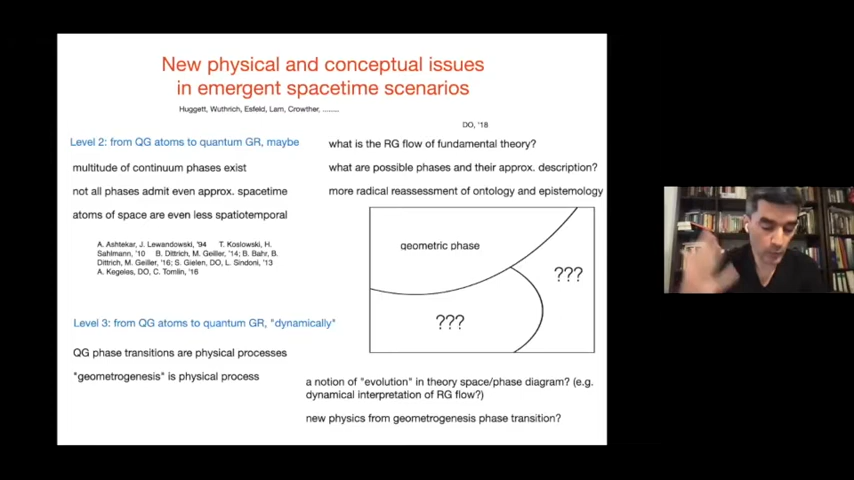 New physical and conceptual issues
in emergent spacetime scenarios
Huggett, Wuthrich, Esfeld, Lam, Crowther, ........
DO, '18
Level 2: from QG atoms to quantum GR, maybe
multitude of continuum phases exist
not all phases admit even approx. spacetime
atoms of space are even less spatiotemporal
A. Ashtekar, J. Lewandowski, '94 T. Koslowski, H.
Sahlmann, '10 B. Dittrich, M. Geiller, '14; B. Bahr, B.
Dittrich, M. Geiller, '16; S. Gielen, DO, L. Sindoni, '13
A. Kegeles, DO, C. Tomlin, '16
what is the RG flow of fundamental theory?
what are possible phases and their approx. description?
more radical reassessment of ontology and epistemology
geometric phase
???
???
Level 3: from QG atoms to quantum GR, "dynamically"
QG phase transitions are physical processes
"geometrogenesis" is physical process
a notion of "evolution" in theory space/phase diagram? (e.g.
dynamical interpretation of RG flow?)
new physics from geometrogenesis phase transition?